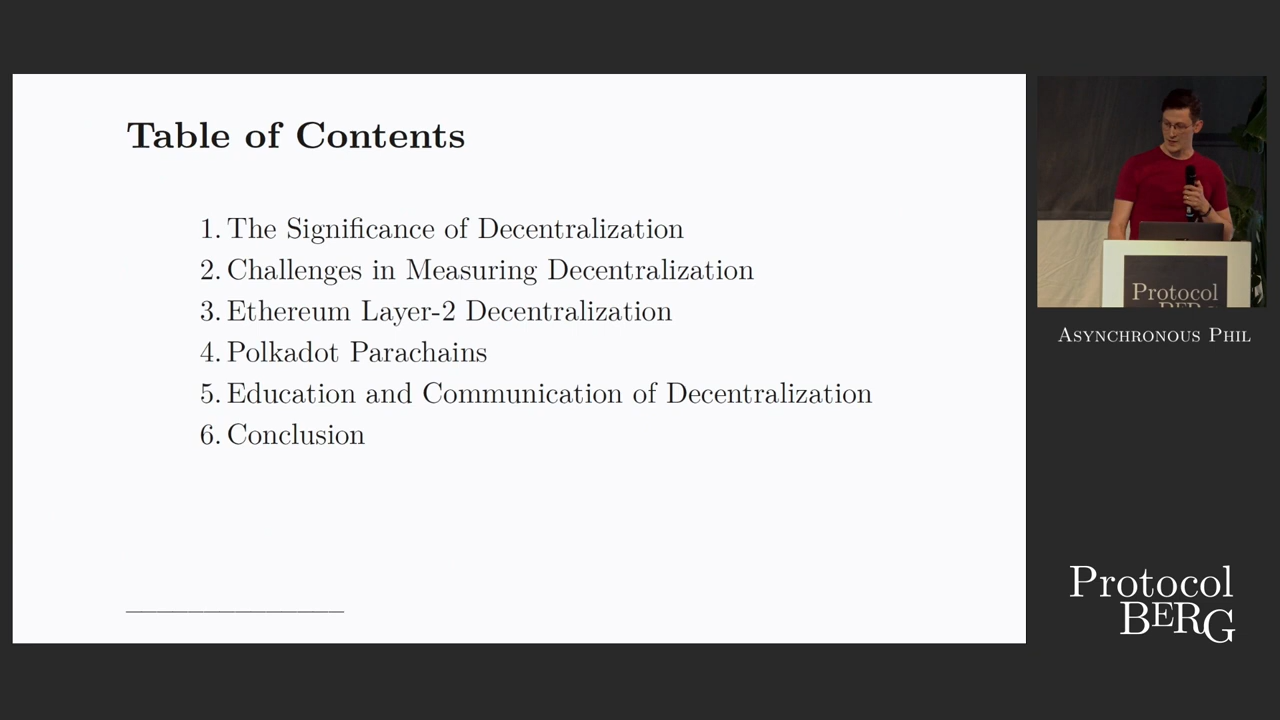 Table of Contents
1. The Significance of Decentralization
2. Challenges in Measuring Decentralization
3. Ethereum Layer-2 Decentralization
4. Polkadot Parachains
5. Education and Communication of Decentralization
6. Conclusion
Protocol
BERG
ASYNCHRONOUS PHIL
Protocol
BERG